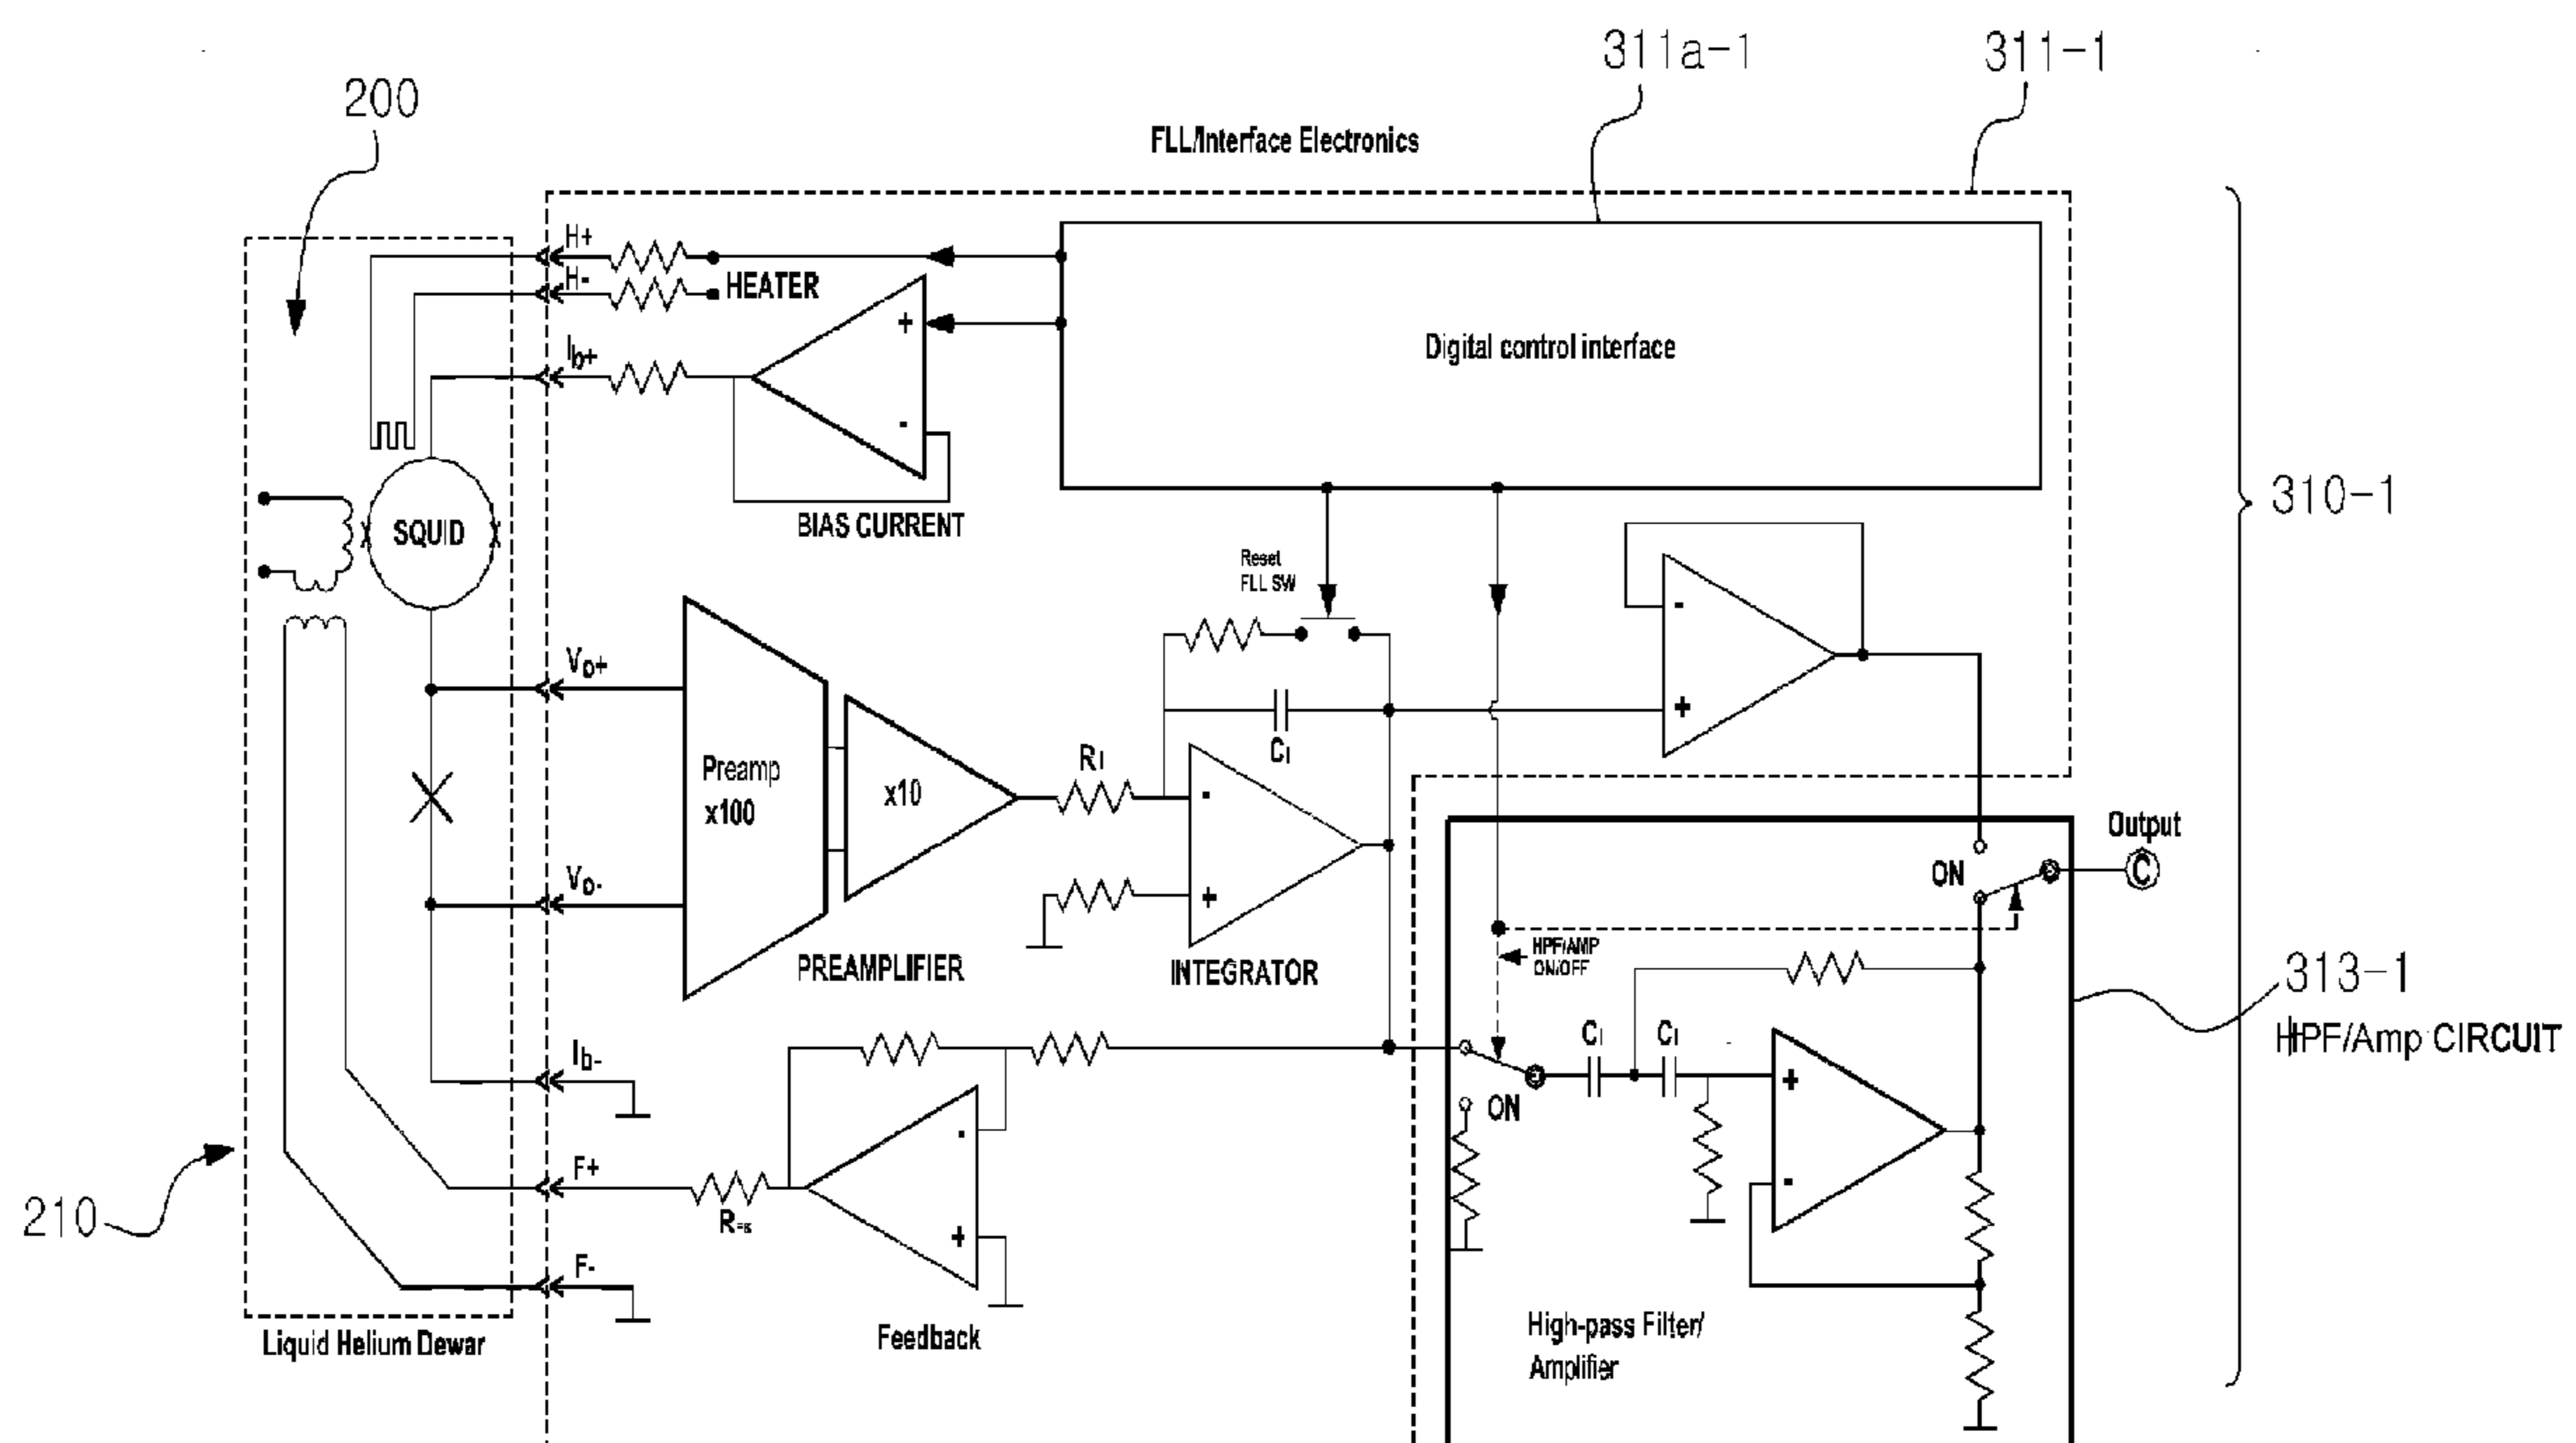 311a-1
311-1
200
FLL/Interface Electronics
H+
H-
HEATER
+
Ib+
-
Digital control interface
310-1
BIAS CURRENT
SQUID
Reset
FLL SW
-
+
VO+
CI
RI
Preamp
x100
x10
-
+
VO-
PREAMPLIFIER
INTEGRATOR
Output
ON
C
HPF/AMP
ON/OFF
313-1
HPF/Amp CIRCUIT
CI
CI
Ib-
ON
+
-
F+
-
+
210
F-
Feedback
Liquid Helium Dewar
High-pass Filter/
Amplifier